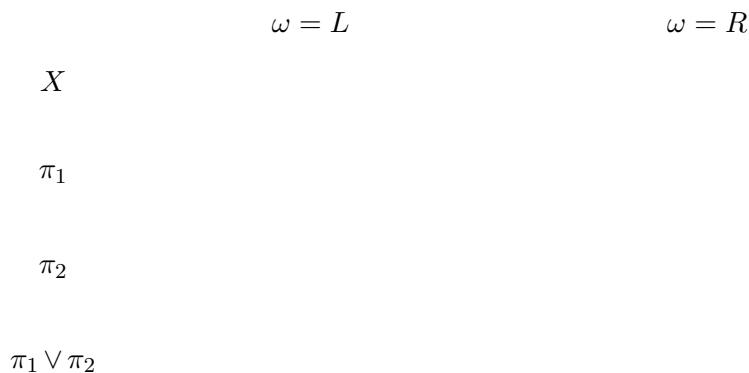 ω = L ω = R
X
π₁
π₂
π₁ ∨ π₂